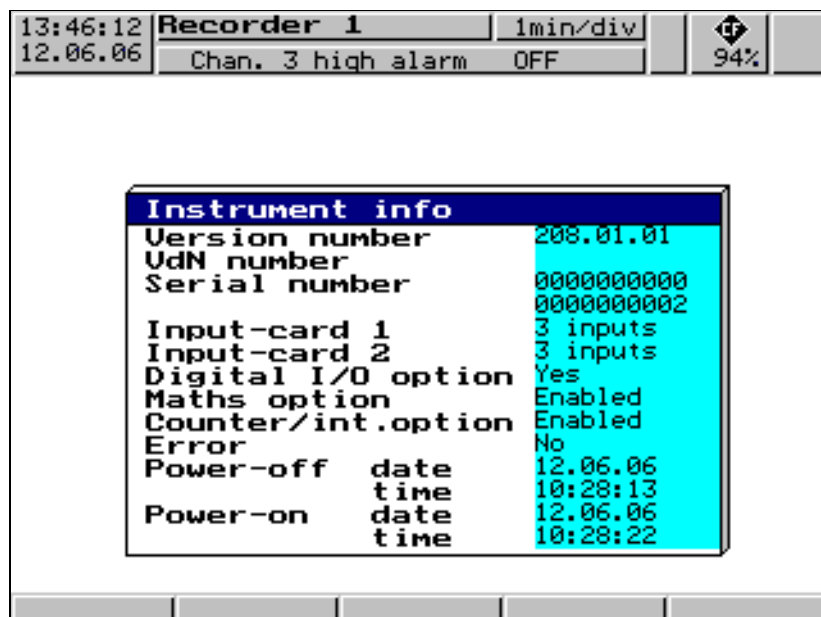 13:46:12 Recorder 1 1min/div CF
12.06.06 Chan. 3 high alarm OFF 94%
Instrument info
Version number 208.01.01
VdN number
Serial number 0000000000
0000000002
Input-card 1 3 inputs
Input-card 2 3 inputs
Digital I/O option Yes
Maths option Enabled
Counter/int.option Enabled
Error No
Power-off date 12.06.06
time 10:28:13
Power-on date 12.06.06
time 10:28:22